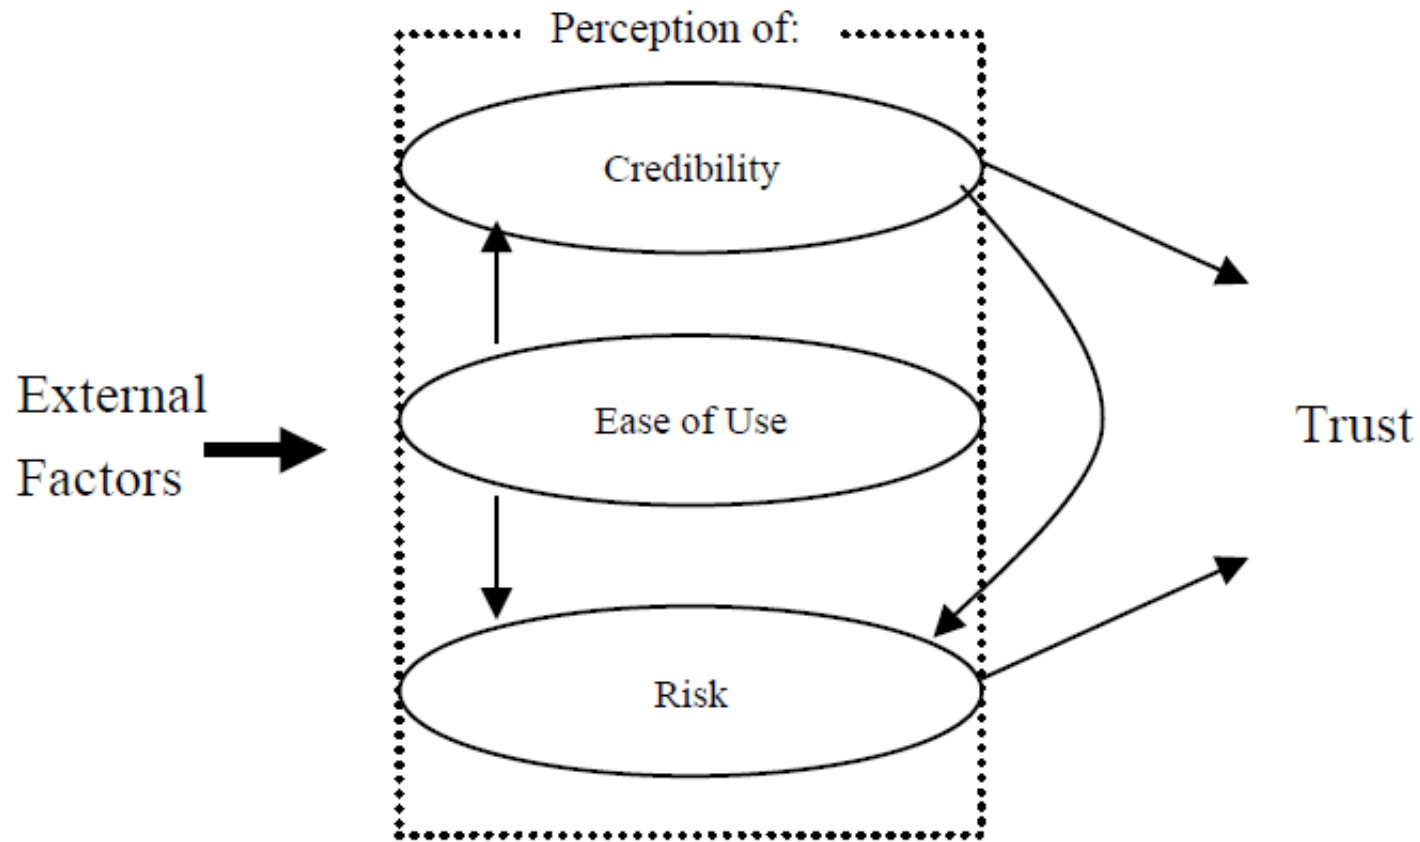 Perception of:
Credibility
External
Factors
Ease of Use
Trust
Risk